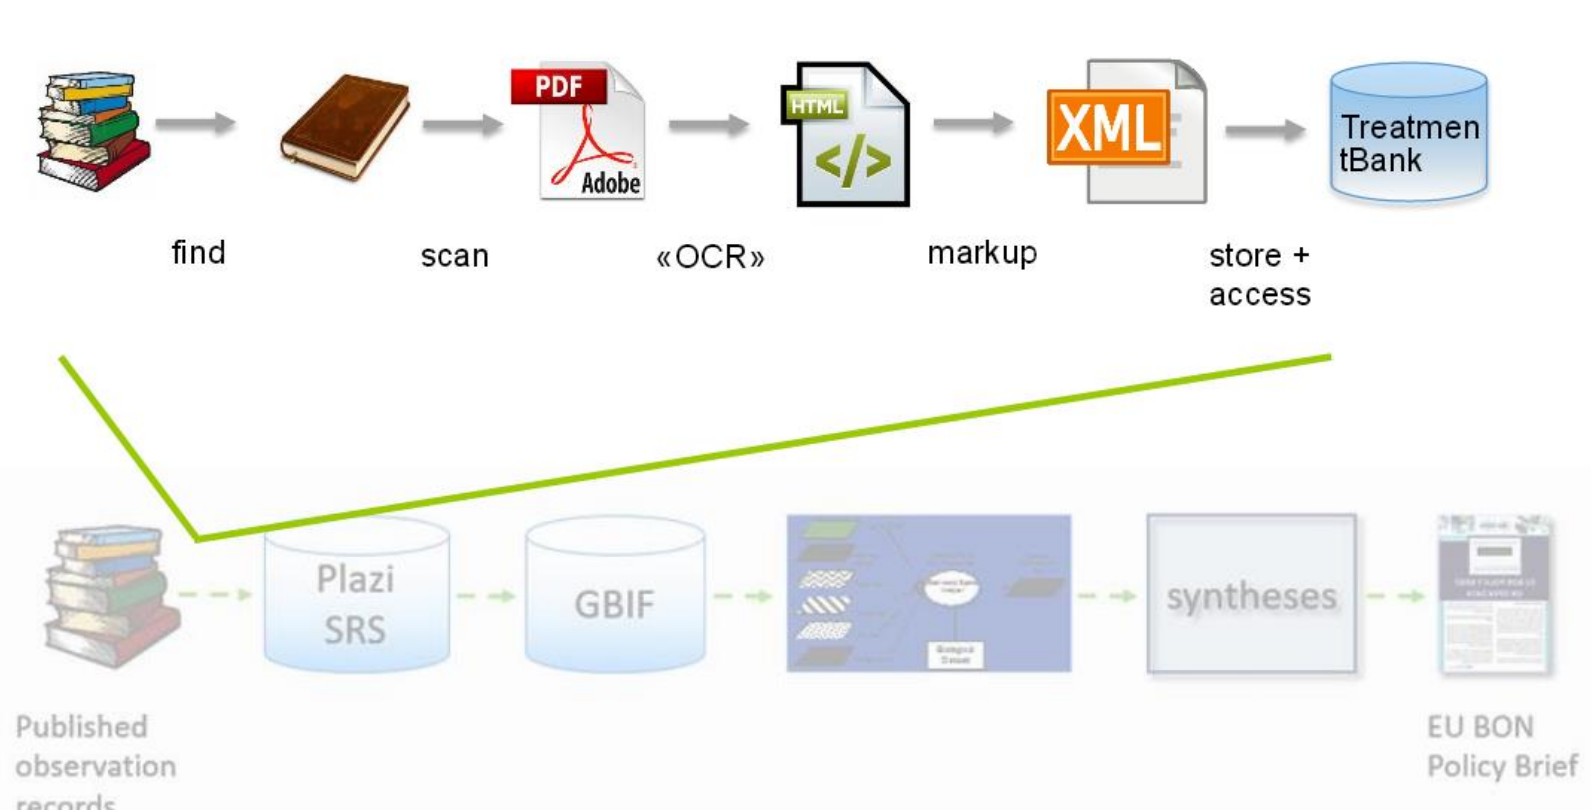 PDF
Adobe
HTML
</>
XML
Treatmen
tBank
find
scan
«OCR»
markup
store +
access
Plazi
SRS
GBIF
syntheses
Published
observation
records
EU BON
Policy Brief